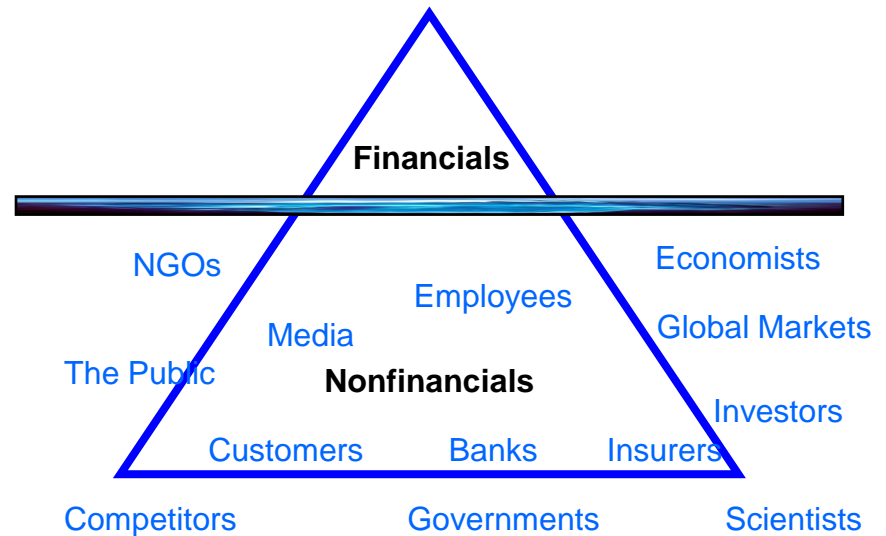 Financials
NGOs
Economists
Employees
Media
Global Markets
The Public
Nonfinancials
Investors
Customers
Banks
Insurers
Competitors
Governments
Scientists